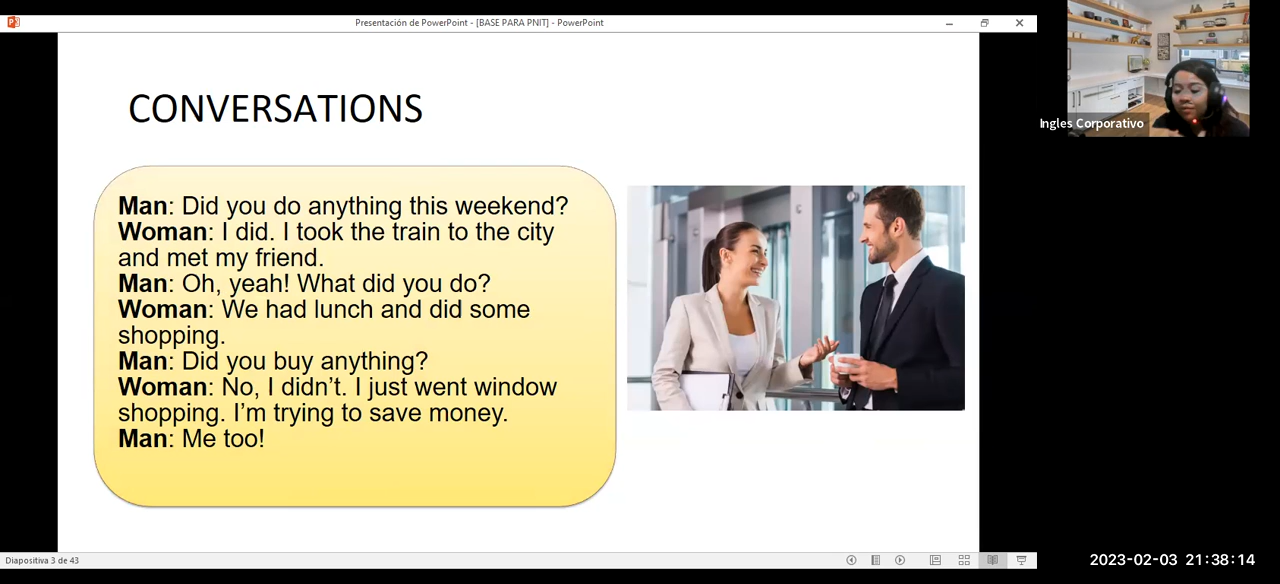 Presentación de PowerPoint - [BASE PARA PNIT] - PowerPoint
Ingles Corporativo
CONVERSATIONS
Man: Did you do anything this weekend?
Woman: I did. I took the train to the city
and met my friend.
Man: Oh, yeah! What did you do?
Woman: We had lunch and did some
shopping.
Man: Did you buy anything?
Woman: No, I didn’t. I just went window
shopping. I’m trying to save money.
Man: Me too!
Diapositiva 3 de 43
2023-02-03 21:38:14